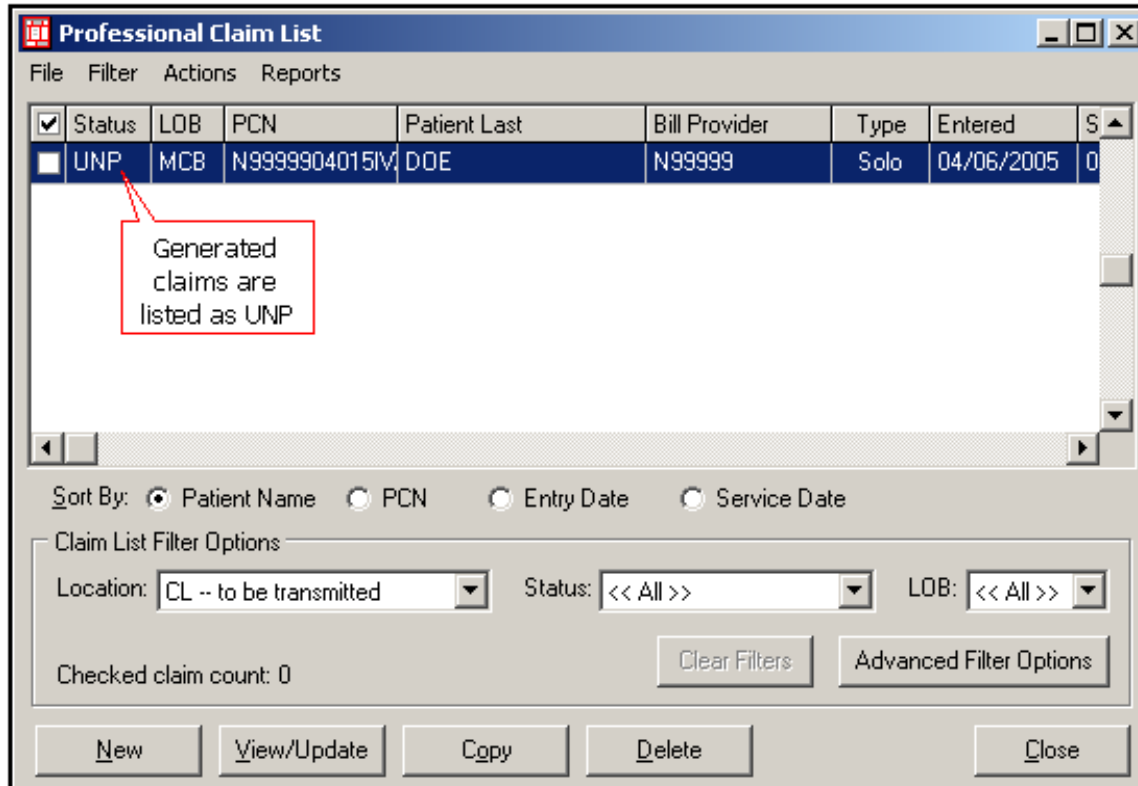 Professional Claim List
File Filter Actions Reports
Status LOB PCN Patient Last Bill Provider Type Entered S
UNP MCB N9999904015IV DOE N99999 Solo 04/06/2005 0
Generated
claims are
listed as UNP
Sort By: Patient Name PCN Entry Date Service Date
Claim List Filter Options
Location: CL -- to be transmitted Status: << All >> LOB: << All >>
Checked claim count: 0 Clear Filters Advanced Filter Options
New View/Update Copy Delete Close